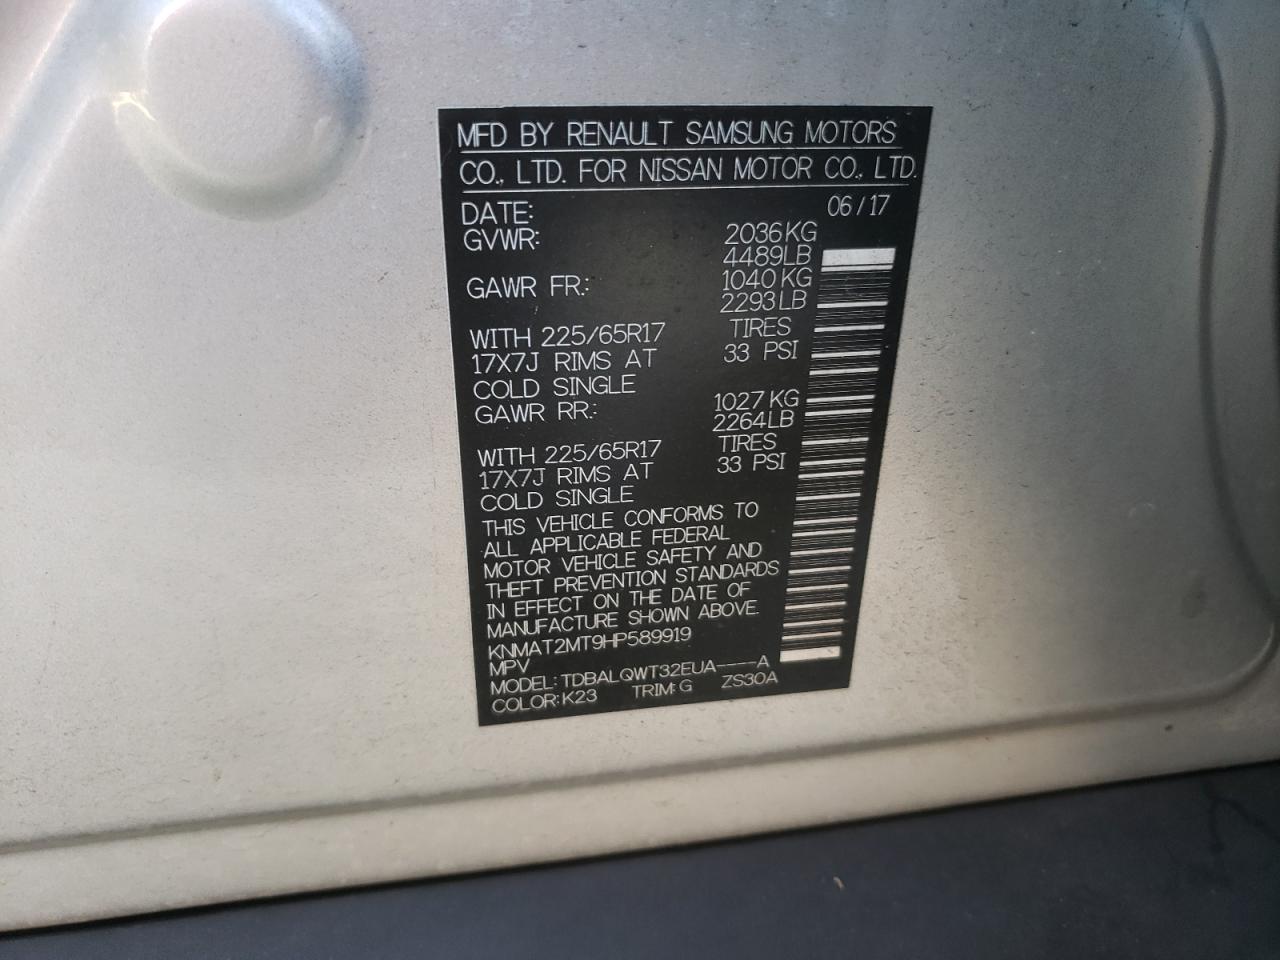 MFD BY RENAULT SAMSUNG MOTORS
CO., LTD. FOR NISSAN MOTOR CO., LTD.
DATE: 06/17
GVWR: 2036KG
4489LB
GAWR FR.: 1040KG
2293LB
WITH 225/65R17 TIRES
17X7J RIMS AT 33 PSI
COLD SINGLE
GAWR RR.: 1027KG
2264LB
WITH 225/65R17 TIRES
17X7J RIMS AT 33 PSI
COLD SINGLE
THIS VEHICLE CONFORMS TO
ALL APPLICABLE FEDERAL
MOTOR VEHICLE SAFETY AND
THEFT PREVENTION STANDARDS
IN EFFECT ON THE DATE OF
MANUFACTURE SHOWN ABOVE.
KNMAT2MT9HP589919
MPV
MODEL: TDBALQWT32EUA----A
COLOR: K23 TRIM: G ZS30A